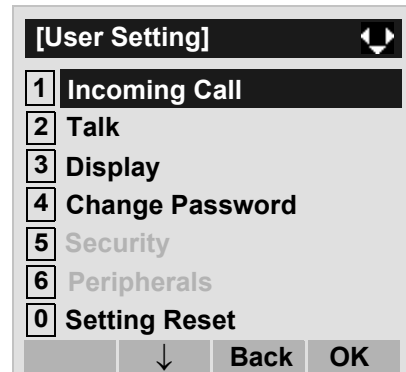 [User Setting]
1 Incoming Call
2 Talk
3 Display
4 Change Password
5 Security
6 Peripherals
0 Setting Reset
↓ Back OK